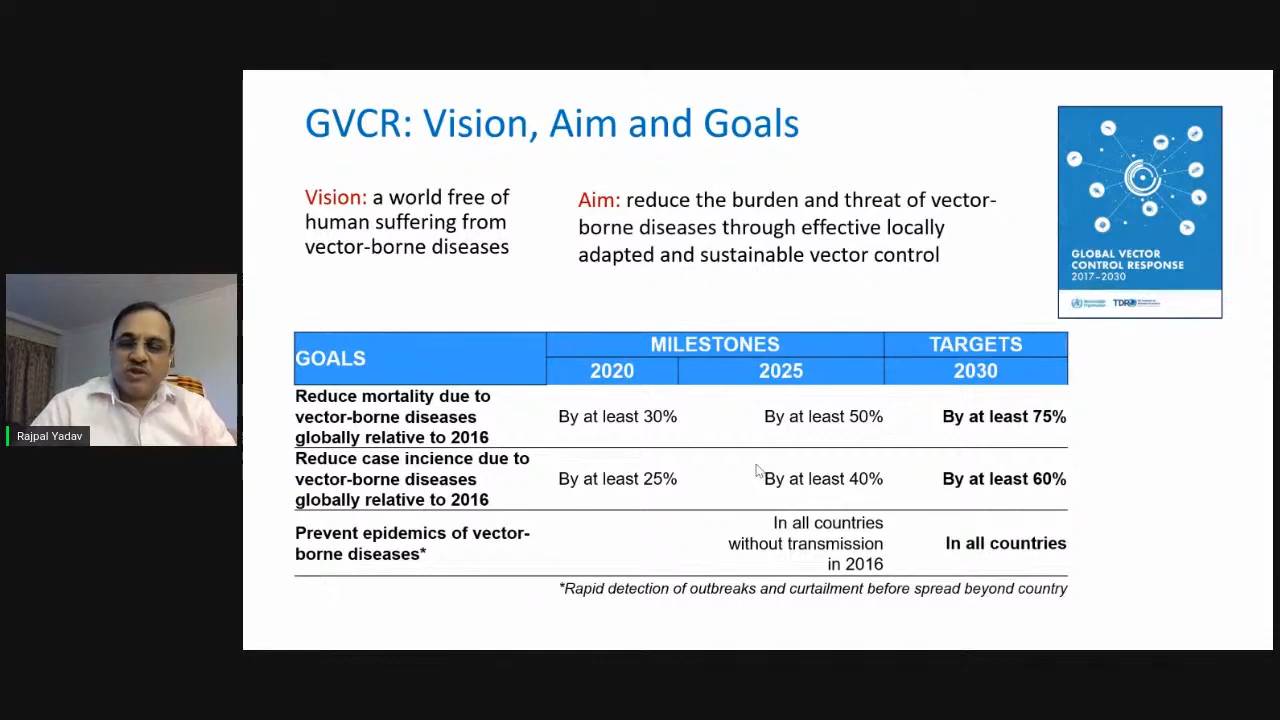 GVCR: Vision, Aim and Goals
Vision: a world free of
human suffering from
vector-borne diseases
Aim: reduce the burden and threat of vector-
borne diseases through effective locally
adapted and sustainable vector control
GLOBAL VECTOR
CONTROL RESPONSE
2017–2030
TDR
Rajpal Yadav
GOALS
MILESTONES
TARGETS
2020
2025
2030
Reduce mortality due to
vector-borne diseases
globally relative to 2016
By at least 30%
By at least 50%
By at least 75%
Reduce case incience due to
vector-borne diseases
globally relative to 2016
By at least 25%
By at least 40%
By at least 60%
Prevent epidemics of vector-
borne diseases*
In all countries
without transmission
in 2016
In all countries
*Rapid detection of outbreaks and curtailment before spread beyond country